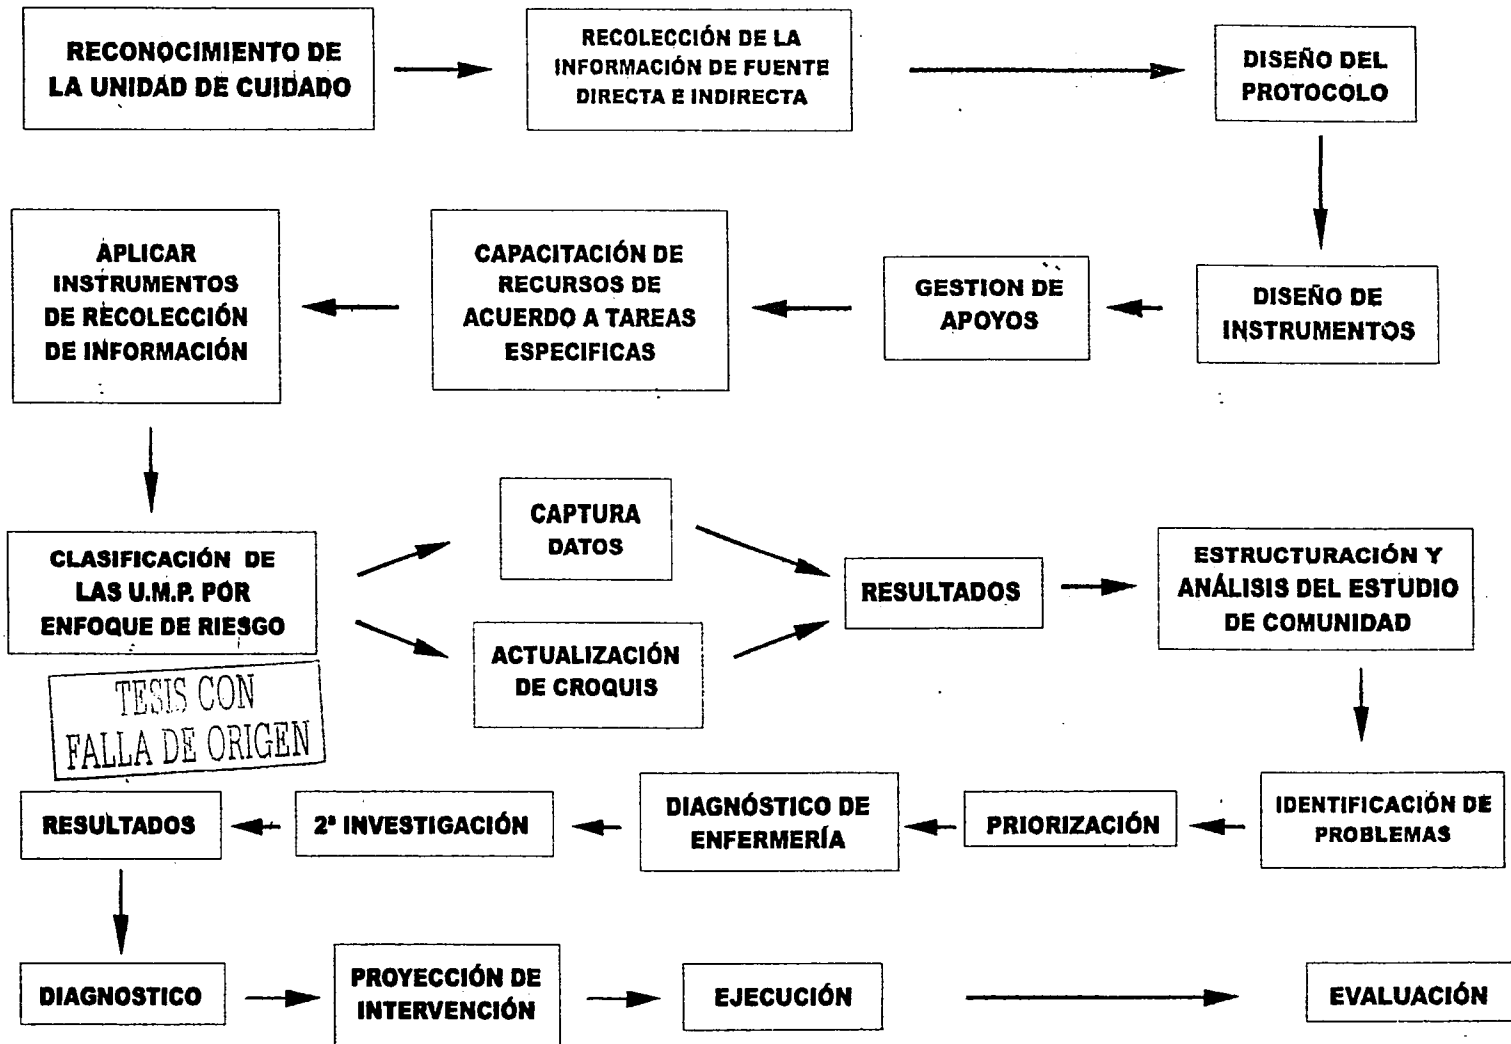 RECONOCIMIENTO DE
LA UNIDAD DE CUIDADO
RECOLECCIÓN DE LA
INFORMACIÓN DE FUENTE
DIRECTA E INDIRECTA
DISEÑO DEL
PROTOCOLO
DISEÑO DE
INSTRUMENTOS
GESTION DE
APOYOS
CAPACITACIÓN DE
RECURSOS DE
ACUERDO A TAREAS
ESPECIFICAS
APLICAR
INSTRUMENTOS
DE RECOLECCIÓN
DE INFORMACIÓN
CLASIFICACIÓN DE
LAS U.M.P. POR
ENFOQUE DE RIESGO
CAPTURA
DATOS
ACTUALIZACIÓN
DE CROQUIS
RESULTADOS
ESTRUCTURACIÓN Y
ANÁLISIS DEL ESTUDIO
DE COMUNIDAD
TESIS CON
FALLA DE ORIGEN
IDENTIFICACIÓN DE
PROBLEMAS
PRIORIZACIÓN
DIAGNÓSTICO DE
ENFERMERÍA
2ª INVESTIGACIÓN
RESULTADOS
DIAGNOSTICO
PROYECCIÓN DE
INTERVENCIÓN
EJECUCIÓN
EVALUACIÓN